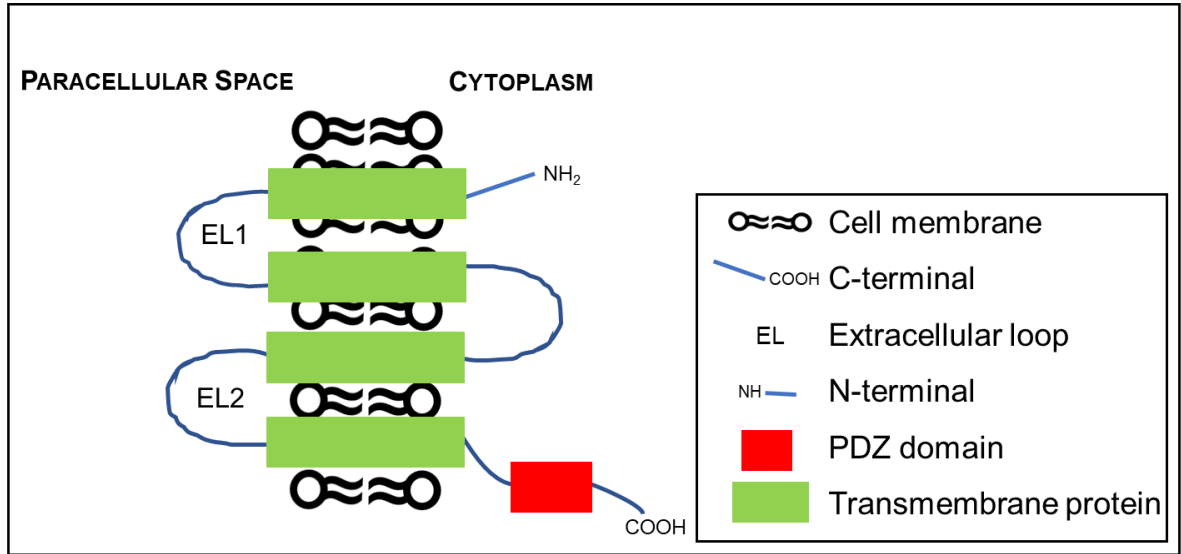 PARACELLULAR SPACE
CYTOPLASM
NH₂
EL1
EL2
COOH
Cell membrane
COOH C-terminal
EL Extracellular loop
NH N-terminal
PDZ domain
Transmembrane protein